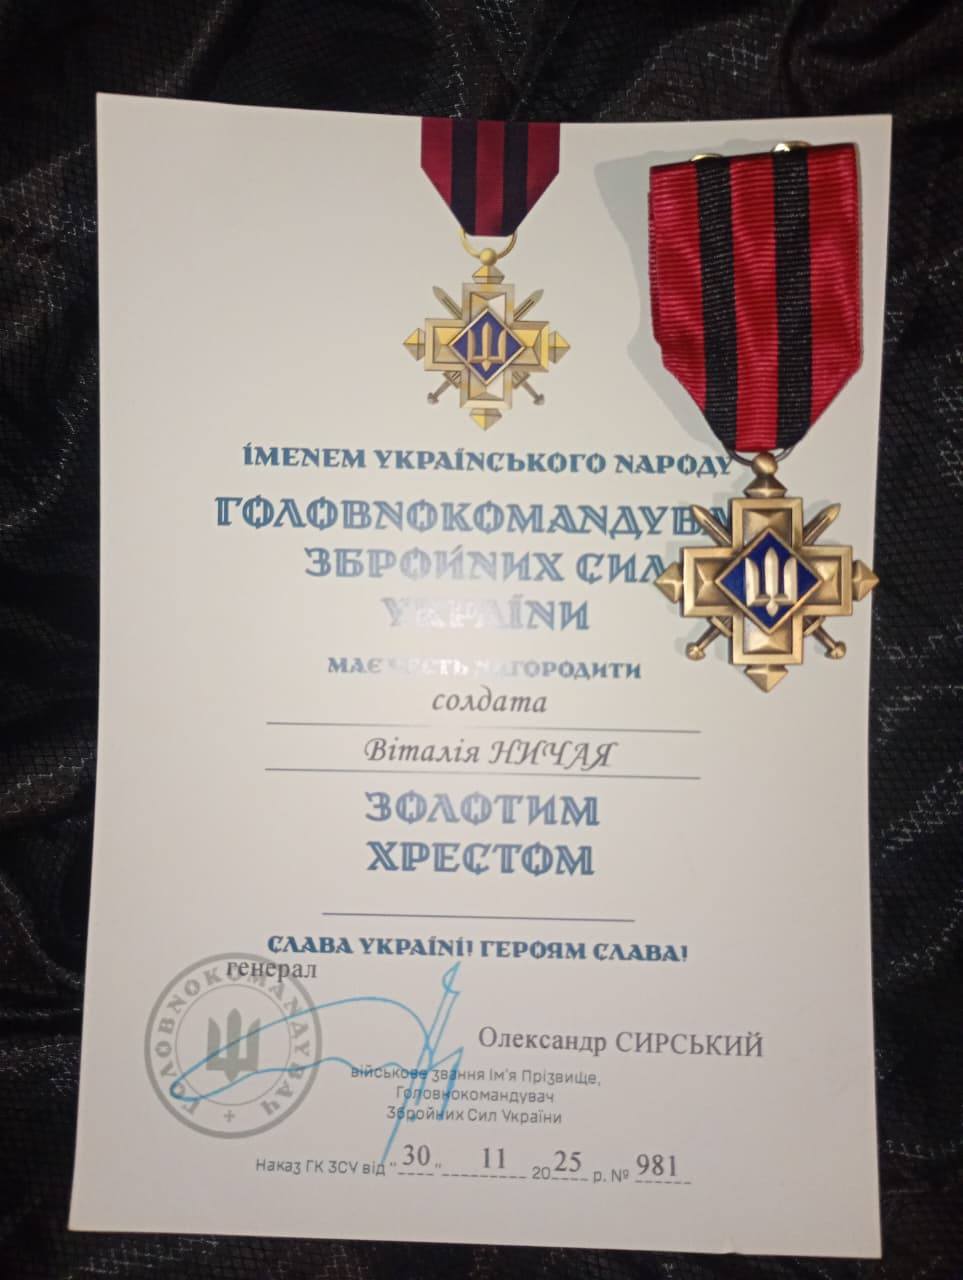 ІМЕНЕМ УКРАЇНСЬКОГО НАРОДУ
ГОЛОВНОКОМАНДУВА
ЗБРОЙНИХ СИЛ
УКРАЇНИ
МАЄ ЧЕСТЬ НАГОРОДИТИ
солдата
Віталія НИЧАЯ
ЗОЛОТИМ
ХРЕСТОМ
СЛАВА УКРАЇНІ! ГЕРОЯМ СЛАВА!
генерал
ГОЛОВНОКОМАНДУВАЧ
Олександр СИРСЬКИЙ
військове звання Ім'я Прізвище,
Головнокомандувач
Збройних Сил України
Наказ ГК ЗСУ від "30" 11 2025 р. № 981